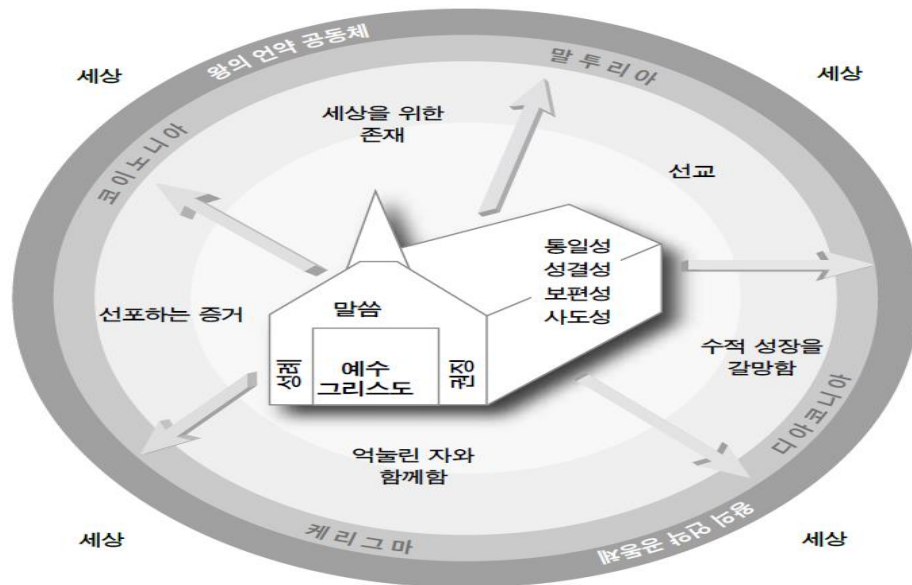 왕의 언약 공동체
세상
세상
말투리아
코이노니아
세상을 위한
존재
선교
통일성
성결성
보편성
사도성
선포하는 증거
말씀
성례
예수
그리스도
권징
수적 성장을
갈망함
디아코니아
억눌린 자와
함께함
케리그마
왕의 언약 공동체
세상
세상